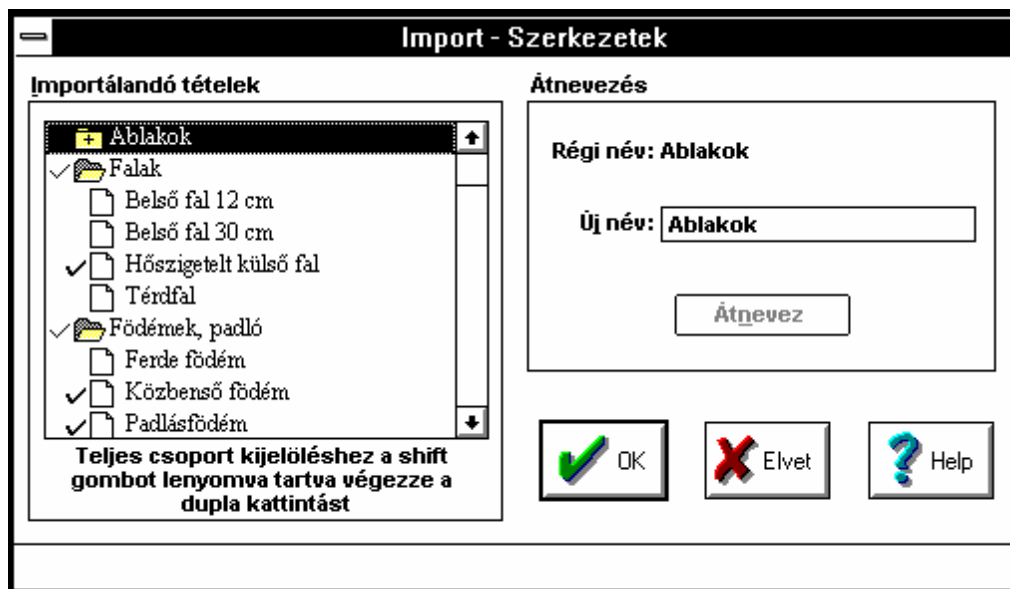 Import - Szerkezetek
Importálandó tételek
Ablakok
Falak
Belső fal 12 cm
Belső fal 30 cm
Hőszigetelt külső fal
Térdfal
Födémek, padló
Ferde födém
Közbenső födém
Padlásfödém
Teljes csoport kijelöléshez a shift
gombot lenyomva tartva végezze a
dupla kattintást
Átnevezés
Régi név: Ablakok
Új név: Ablakok
Átnevez
OK
Elvet
Help